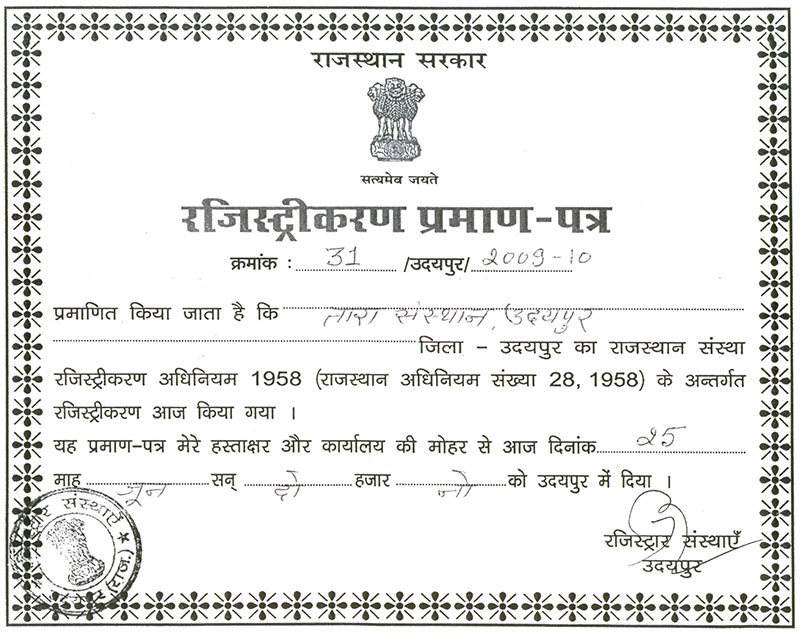 राजस्थान सरकार
सत्यमेव जयते
रजिस्ट्रीकरण प्रमाण-पत्र
क्रमांक : 31 /उदयपुर/ 2009-10
प्रमाणित किया जाता है कि तारा संस्थान, उदयपुर
जिला - उदयपुर का राजस्थान संस्था
रजिस्ट्रीकरण अधिनियम 1958 (राजस्थान अधिनियम संख्या 28, 1958) के अन्तर्गत
रजिस्ट्रीकरण आज किया गया ।
यह प्रमाण-पत्र मेरे हस्ताक्षर और कार्यालय की मोहर से आज दिनांक 25
माह जून सन् दो हजार नो को उदयपुर में दिया ।
रजिस्ट्रार संस्थाएँ
उदयपुर
संस्थाएँ
(राज.)